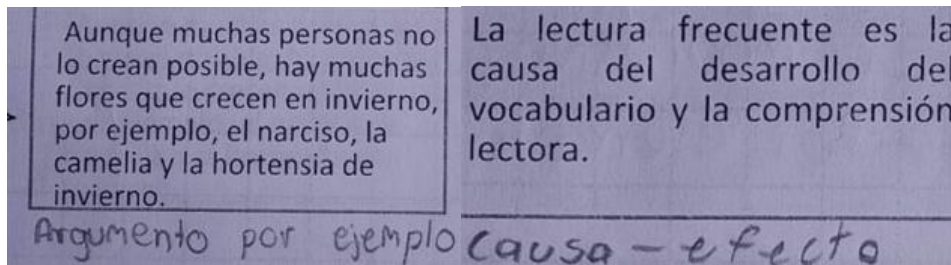 Aunque muchas personas no
lo crean posible, hay muchas
flores que crecen en invierno,
por ejemplo, el narciso, la
camelia y la hortensia de
invierno.
Argumento por ejemplo
La lectura frecuente es la
causa del desarrollo del
vocabulario y la comprensión
lectora.
causa - efecto